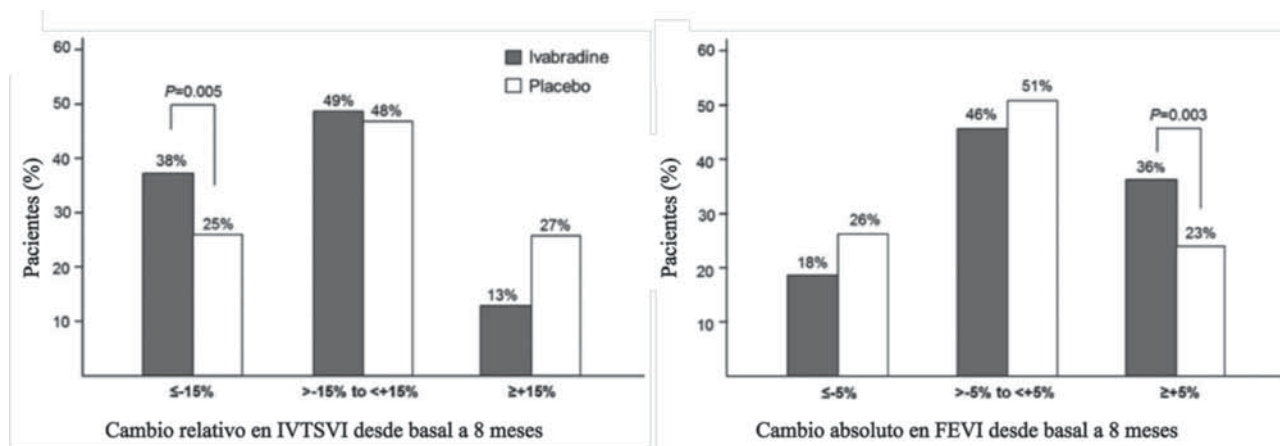 60
50
40
30
20
10
Pacientes (%)
Ivabradine
Placebo
P=0.005
38%
25%
49%
48%
13%
27%
≤-15%
>-15% to <+15%
≥+15%
Cambio relativo en IVTSVI desde basal a 8 meses
60
50
40
30
20
10
Pacientes (%)
P=0.003
18%
26%
46%
51%
36%
23%
≤-5%
>-5% to <+5%
≥+5%
Cambio absoluto en FEVI desde basal a 8 meses